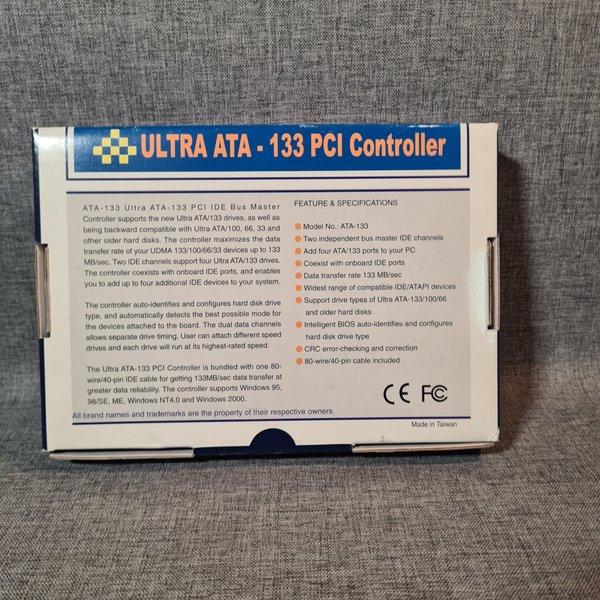 ULTRA ATA - 133 PCI Controller
ATA-133 Ultra ATA-133 PCI IDE Bus Master
Controller supports the new Ultra ATA/133 drives, as well as
being backward compatible with Ultra ATA/100, 66, 33 and
other older hard disks. The controller maximizes the data
transfer rate of your UDMA 133/100/66/33 devices up to 133
MB/sec. Two IDE channels support four Ultra ATA/133 drives.
The controller coexists with onboard IDE ports, and enables
you to add up to four additional IDE devices to your system.
The controller auto-identifies and configures hard disk drive
type, and automatically detects the best possible mode for
the devices attached to the board. The dual data channels
allows separate drive timing. User can attach different speed
drives and each drive will run at its highest-rated speed.
The Ultra ATA-133 PCI Controller is bundled with one 80-
wire/40-pin IDE cable for getting 133MB/sec data transfer at
greater data reliability. The controller supports Windows 95,
98/SE, ME, Windows NT4.0 and Windows 2000.
All brand names and trademarks are the property of their respective owners.
FEATURE & SPECIFICATIONS
Model No.: ATA-133
Two independent bus master IDE channels
Add four ATA/133 ports to your PC
Coexist with onboard IDE ports
Data transfer rate 133 MB/sec
Widest range of compatible IDE/ATAPI devices
Support drive types of Ultra ATA-133/100/66
and older hard disks
Intelligent BIOS auto-identifies and configures
hard disk drive type
CRC error-checking and correction
80-wire/40-pin cable included
CE FC
Made in Taiwan